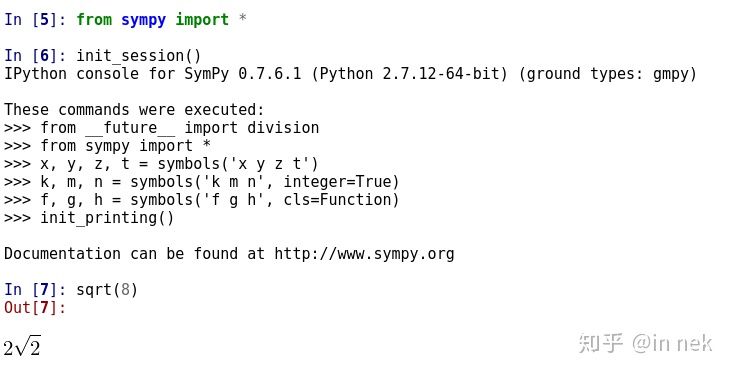 In [5]: from sympy import *
In [6]: init_session()
IPython console for SymPy 0.7.6.1 (Python 2.7.12-64-bit) (ground types: gmpy)
These commands were executed:
>>> from __future__ import division
>>> from sympy import *
>>> x, y, z, t = symbols('x y z t')
>>> k, m, n = symbols('k m n', integer=True)
>>> f, g, h = symbols('f g h', cls=Function)
>>> init_printing()
Documentation can be found at http://www.sympy.org
In [7]: sqrt(8)
Out[7]:
2√2
知乎 @in nek